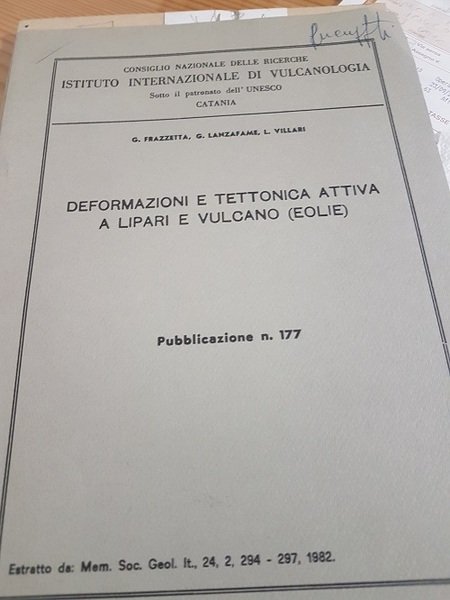 CONSIGLIO NAZIONALE DELLE RICERCHE
ISTITUTO INTERNAZIONALE DI VULCANOLOGIA
Sotto il patronato dell'UNESCO
CATANIA
G. FRAZZETTA, G. LANZAFAME, L. VILLARI
DEFORMAZIONI E TETTONICA ATTIVA
A LIPARI E VULCANO (EOLIE)
Pubblicazione n. 177
Estratto da: Mem. Soc. Geol. It., 24, 2, 294 - 297, 1982.